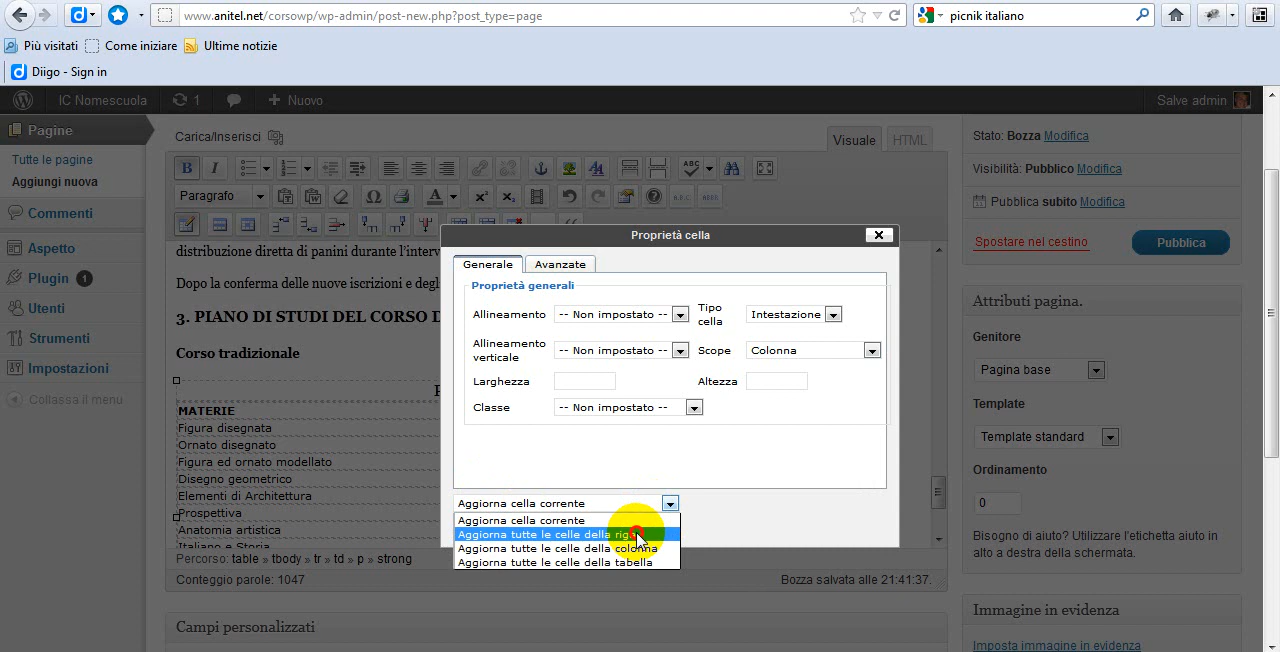 www.anitel.net/corsowp/wp-admin/post-new.php?post_type=page
picnik italiano
Più visitati Come iniziare Ultime notizie
Diigo - Sign in
IC Nomescuola 1 Nuovo Salve admin
Pagine
Tutte le pagine
Aggiungi nuova
Commenti
Aspetto
Plugin 1
Utenti
Strumenti
Impostazioni
Collassa il menu
Carica/Inserisci
Visuale HTML
Paragrafo
distribuzione diretta di panini durante l'interv
Dopo la conferma delle nuove iscrizioni e degl
3. PIANO DI STUDI DEL CORSO D
Corso tradizionale
MATERIE
Figura disegnata
Ornato disegnato
Figura ed ornato modellato
Disegno geometrico
Elementi di Architettura
Prospettiva
Anatomia artistica
Italiano e Storia
Percorso: table » tbody » tr » td » p » strong
Conteggio parole: 1047 Bozza salvata alle 21:41:37.
Campi personalizzati
Proprietà cella
Generale Avanzate
Proprietà generali
Allineamento -- Non impostato -- Tipo cella Intestazione
Allineamento verticale -- Non impostato -- Scope Colonna
Larghezza Altezza
Classe -- Non impostato --
Aggiorna cella corrente
Aggiorna cella corrente
Aggiorna tutte le celle della
Aggiorna tutte le celle della colonna
Aggiorna tutte le celle della tabella
Stato: Bozza Modifica
Visibilità: Pubblico Modifica
Pubblica subito Modifica
Spostare nel cestino Pubblica
Attributi pagina.
Genitore
Pagina base
Template
Template standard
Ordinamento
0
Bisogno di aiuto? Utilizzare l'etichetta aiuto in
alto a destra della schermata.
Immagine in evidenza
Imposta immagine in evidenza